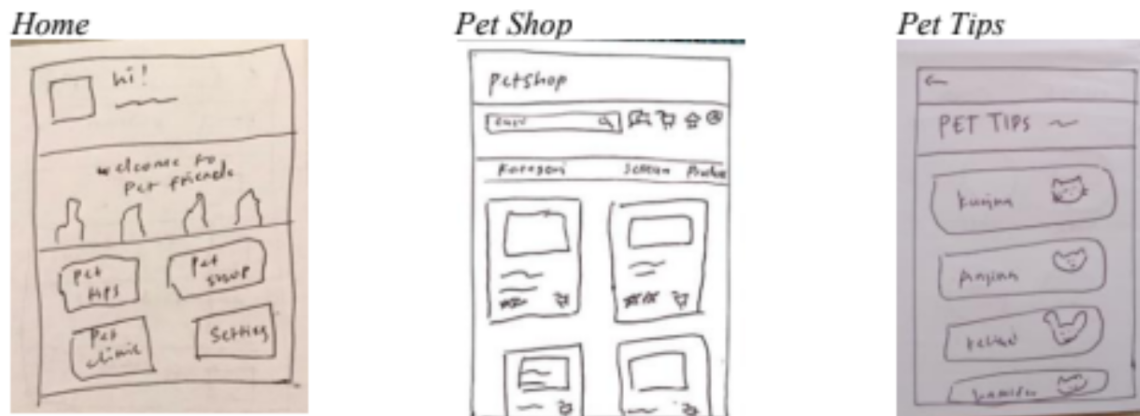 Home
Pet Shop
Pet Tips
hi!
welcome to
Pet friends
Pet
tips
Pet
shop
Pet
clinic
Setting
Petshop
Kategori
PET TIPS
kucing
Anjing
kelinci